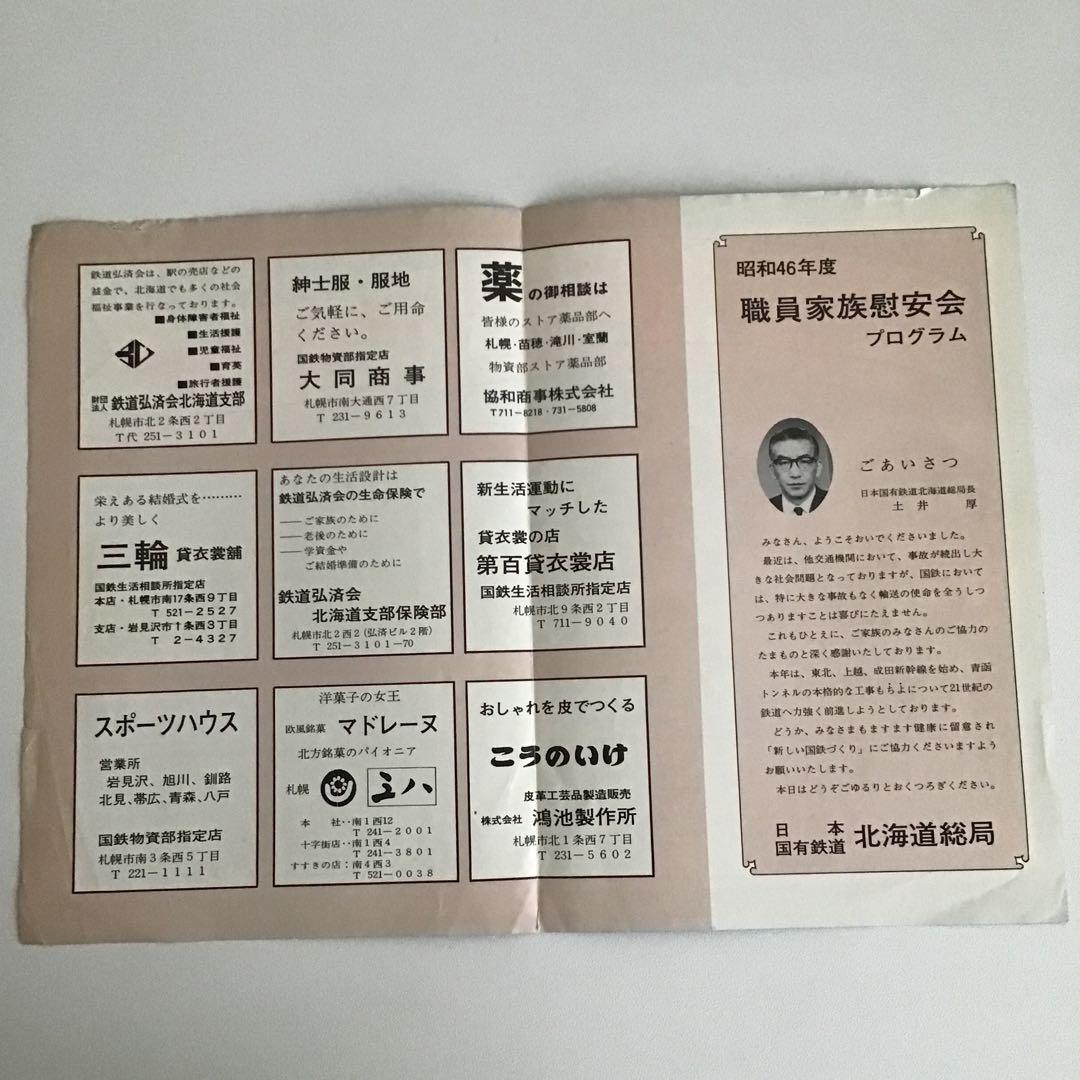 鉄道弘済会は、駅の売店などの
益金で、北海道でも多くの社会
福祉事業を行なっております。
■身体障害者福祉
■生活援護
■児童福祉
■育英
■旅行者援護
財団法人 鉄道弘済会北海道支部
札幌市北2条西2丁目
T代 251-3101
紳士服・服地
ご気軽に、ご用命
ください。
国鉄物資部指定店
大同商事
札幌市南大通西7丁目
T 231-9613
薬の御相談は
皆様のストア薬品部へ
札幌・苗穂・滝川・室蘭
物資部ストア薬品部
協和商事株式会社
T711-8218・731-5808
栄えある結婚式を………
より美しく
三輪 貸衣裳舗
国鉄生活相談所指定店
本店・札幌市南17条西9丁目
T 521-2527
支店・岩見沢市1条西3丁目
T 2-4327
あなたの生活設計は
鉄道弘済会の生命保険で
――ご家族のために
――老後のために
――学資金や
ご結婚準備のために
鉄道弘済会
北海道支部保険部
札幌市北2西2(弘済ビル2階)
T 251-3101-70
新生活運動に
マッチした
貸衣裳の店
第百貸衣裳店
国鉄生活相談所指定店
札幌市北9条西2丁目
T 711-9040
スポーツハウス
営業所
岩見沢、旭川、釧路
北見、帯広、青森、八戸
国鉄物資部指定店
札幌市南3条西5丁目
T 221-1111
洋菓子の女王
欧風銘菓 マドレーヌ
北方銘菓のパイオニア
札幌 三八
本 社‥南1西12
T 241-2001
十字街店‥南1西4
T 241-3801
すすきの店：南4西3
T 521-0038
おしゃれを皮でつくる
こうのいけ
皮革工芸品製造販売
株式会社 鴻池製作所
札幌市北1条西7丁目
T 231-5602
昭和46年度
職員家族慰安会
プログラム
ごあいさつ
日本国有鉄道北海道総局長
土井 厚
みなさん、ようこそおいでくださいました。
最近は、他交通機関において、事故が続出し大
きな社会問題となっておりますが、国鉄において
は、特に大きな事故もなく輸送の使命を全うしつ
つありますことは喜びにたえません。
これもひとえに、ご家族のみなさんのご協力の
たまものと深く感謝いたしております。
本年は、東北、上越、成田新幹線を始め、青函
トンネルの本格的な工事もちよについて21世紀の
鉄道へ力強く前進しようとしております。
どうか、みなさまもますます健康に留意され
「新しい国鉄づくり」にご協力くださいますよう
お願いいたします。
本日はどうぞごゆるりとおくつろぎください。
日本国有鉄道 北海道総局